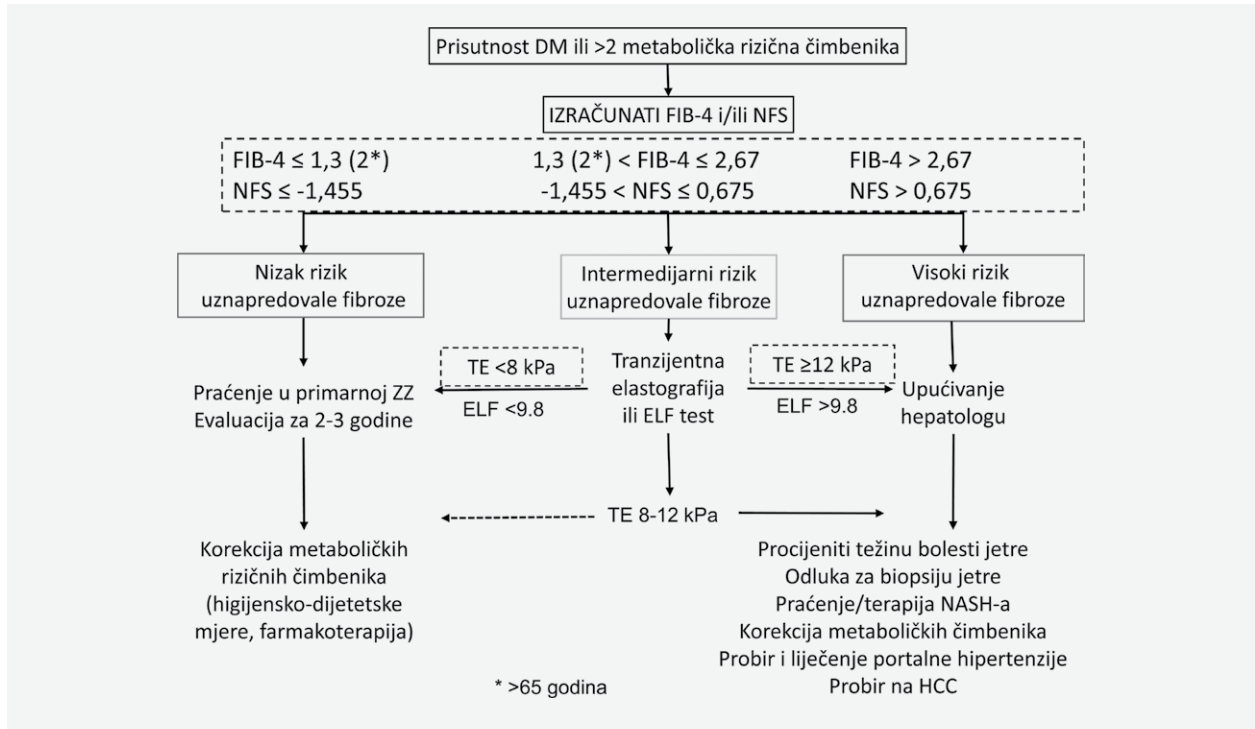 Prisutnost DM ili >2 metabolička rizična čimbenika
IZRAČUNATI FIB-4 i/ili NFS
FIB-4 ≤ 1,3 (2*)
NFS ≤ -1,455
1,3 (2*) < FIB-4 ≤ 2,67
-1,455 < NFS ≤ 0,675
FIB-4 > 2,67
NFS > 0,675
Nizak rizik
uznapredovale fibroze
Intermedijarni rizik
uznapredovale fibroze
Visoki rizik
uznapredovale fibroze
Praćenje u primarnoj ZZ
Evaluacija za 2-3 godine
TE <8 kPa
ELF <9.8
Tranzijentna
elastografija
ili ELF test
TE ≥12 kPa
ELF >9.8
Upućivanje
hepatologu
TE 8-12 kPa
Korekcija metaboličkih
rizičnih čimbenika
(higijensko-dijetetske
mjere, farmakoterapija)
Procijeniti težinu bolesti jetre
Odluka za biopsiju jetre
Praćenje/terapija NASH-a
Korekcija metaboličkih čimbenika
Probir i liječenje portalne hipertenzije
Probir na HCC
* >65 godina